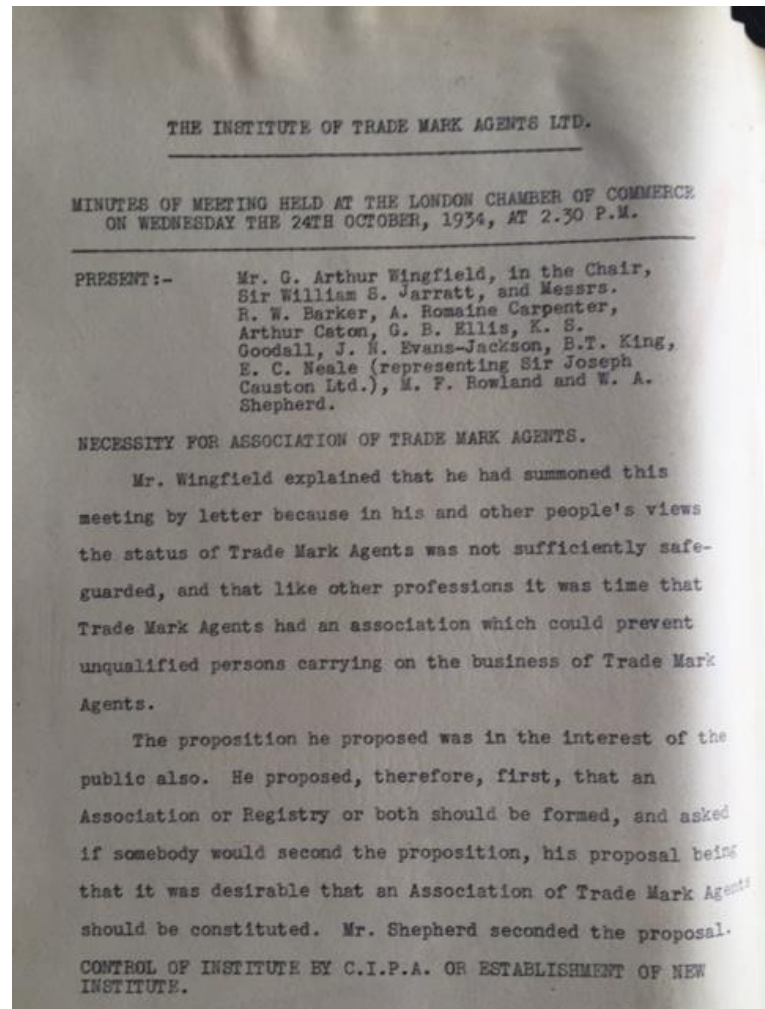 THE INSTITUTE OF TRADE MARK AGENTS LTD.
MINUTES OF MEETING HELD AT THE LONDON CHAMBER OF COMMERCE
ON WEDNESDAY THE 24TH OCTOBER, 1934, AT 2.30 P.M.
PRESENT:- Mr. G. Arthur Wingfield, in the Chair,
Sir William S. Jarratt, and Messrs.
R. W. Barker, A. Romaine Carpenter,
Arthur Caton, G. B. Ellis, K. S.
Goodall, J. N. Evans-Jackson, B.T. King,
E. C. Neale (representing Sir Joseph
Causton Ltd.), M. F. Rowland and W. A.
Shepherd.
NECESSITY FOR ASSOCIATION OF TRADE MARK AGENTS.
Mr. Wingfield explained that he had summoned this
meeting by letter because in his and other people's views
the status of Trade Mark Agents was not sufficiently safe-
guarded, and that like other professions it was time that
Trade Mark Agents had an association which could prevent
unqualified persons carrying on the business of Trade Mark
Agents.
The proposition he proposed was in the interest of the
public also. He proposed, therefore, first, that an
Association or Registry or both should be formed, and asked
if somebody would second the proposition, his proposal being
that it was desirable that an Association of Trade Mark Agents
should be constituted. Mr. Shepherd seconded the proposal.
CONTROL OF INSTITUTE BY C.I.P.A. OR ESTABLISHMENT OF NEW
INSTITUTE.